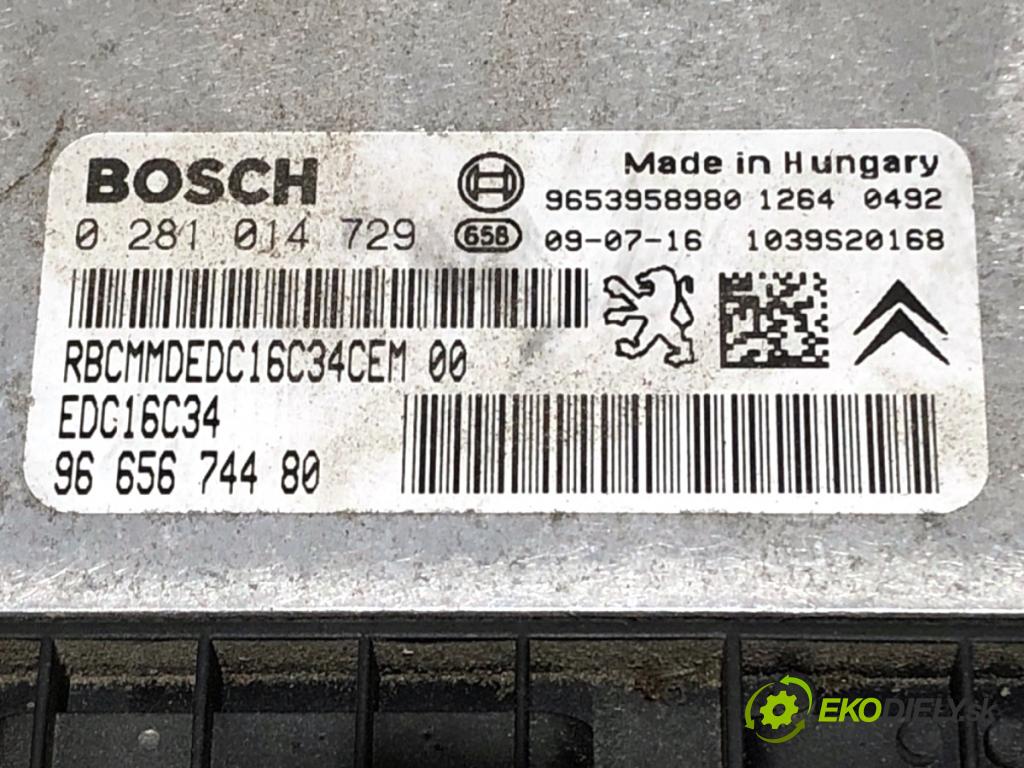 BOSCH
Made in Hungary
9653958980 1264 0492
0 281 014 729
658
09-07-16 1039S20168
RBCMMDEDC16C34CEM 00
EDC16C34
96 656 744 80
EKODIELY.sk